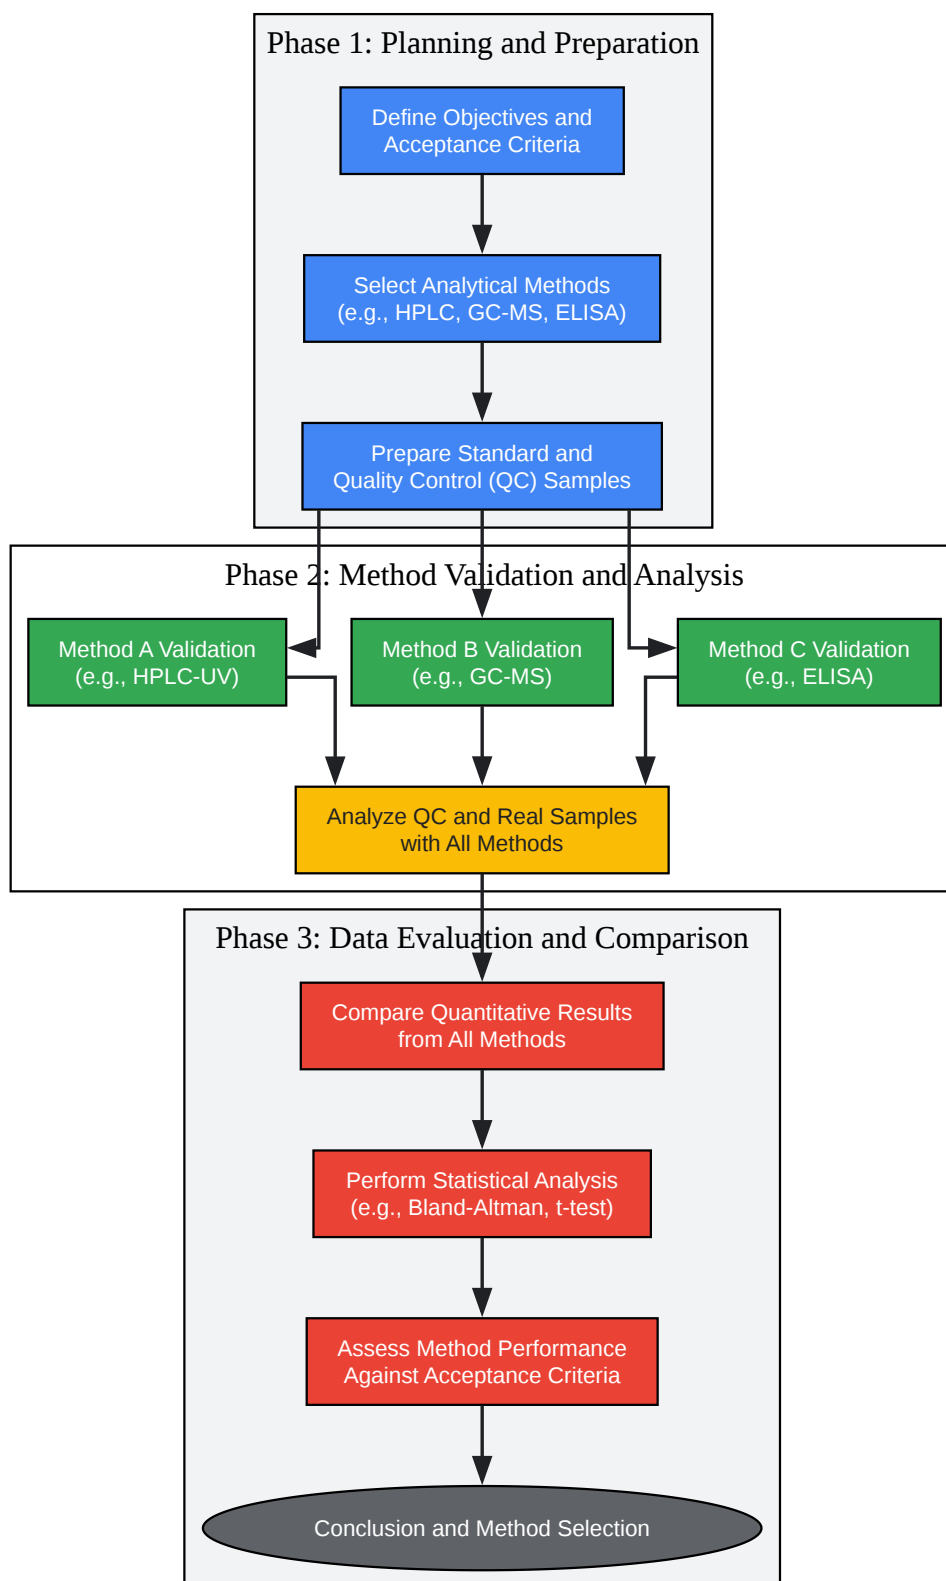 Phase 1: Planning and Preparation
Define Objectives and
Acceptance Criteria
Select Analytical Methods
(e.g., HPLC, GC-MS, ELISA)
Prepare Standard and
Quality Control (QC) Samples
Phase 2: Method Validation and Analysis
Method A Validation
(e.g., HPLC-UV)
Method B Validation
(e.g., GC-MS)
Method C Validation
(e.g., ELISA)
Analyze QC and Real Samples
with All Methods
Phase 3: Data Evaluation and Comparison
Compare Quantitative Results
from All Methods
Perform Statistical Analysis
(e.g., Bland-Altman, t-test)
Assess Method Performance
Against Acceptance Criteria
Conclusion and Method Selection